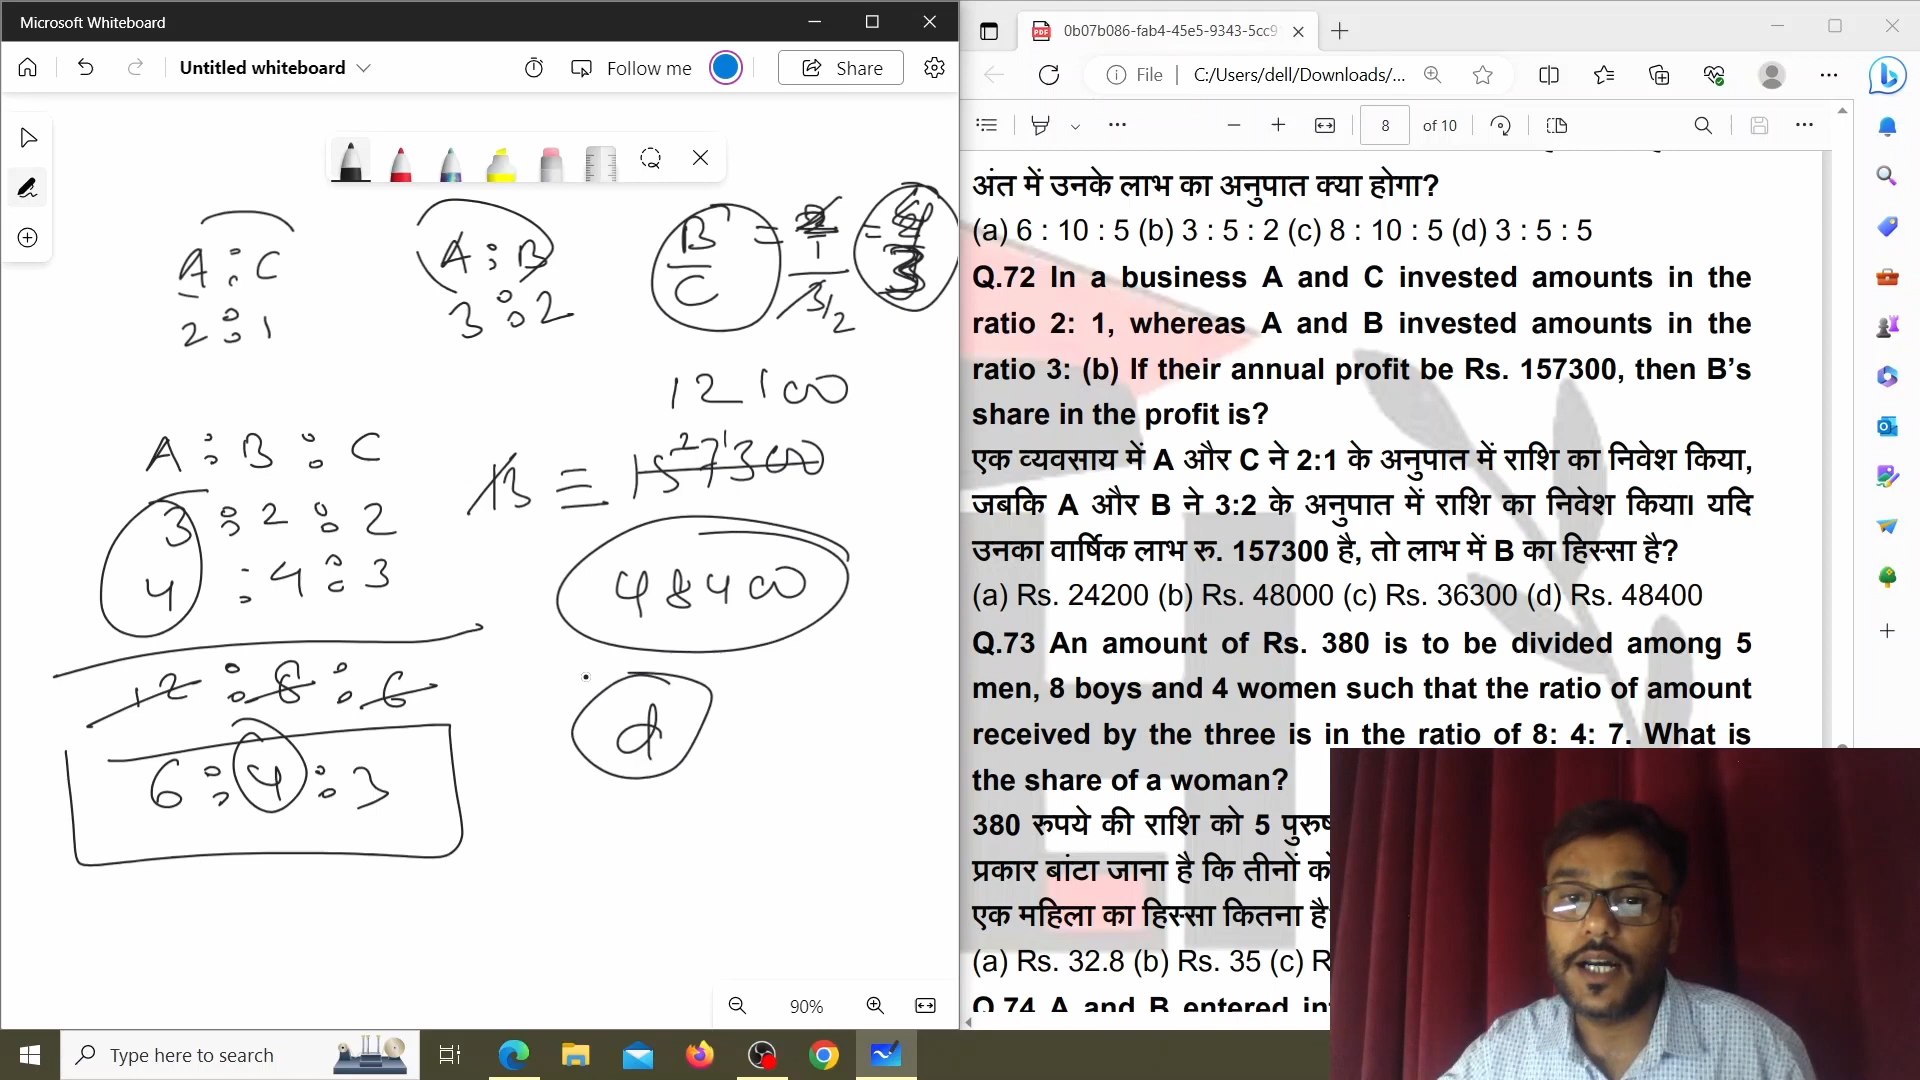 Microsoft Whiteboard
Untitled whiteboard
Follow me
Share
A : C
2 : 1
A : B
3 : 2
B/C =
12100
A : B : C
3 : 2 : 2
4 : 4 : 3
12 : 8 : 6
6 : 4 : 3
B = 157300
48400
d
90%
0b07b086-fab4-45e5-9343-5cc9
File
C:/Users/dell/Downloads/...
8 of 10
अंत में उनके लाभ का अनुपात क्या होगा?
(a) 6 : 10 : 5 (b) 3 : 5 : 2 (c) 8 : 10 : 5 (d) 3 : 5 : 5
Q.72 In a business A and C invested amounts in the
ratio 2: 1, whereas A and B invested amounts in the
ratio 3: (b) If their annual profit be Rs. 157300, then B’s
share in the profit is?
एक व्यवसाय में A और C ने 2:1 के अनुपात में राशि का निवेश किया,
जबकि A और B ने 3:2 के अनुपात में राशि का निवेश किया। यदि
उनका वार्षिक लाभ रु. 157300 है, तो लाभ में B का हिस्सा है?
(a) Rs. 24200 (b) Rs. 48000 (c) Rs. 36300 (d) Rs. 48400
Q.73 An amount of Rs. 380 is to be divided among 5
men, 8 boys and 4 women such that the ratio of amount
received by the three is in the ratio of 8: 4: 7. What is
the share of a woman?
380 रुपये की राशि को 5 पुरुष
प्रकार बांटा जाना है कि तीनों को
एक महिला का हिस्सा कितना है
(a) Rs. 32.8 (b) Rs. 35 (c) R
Q.74 A and B entered in
Type here to search